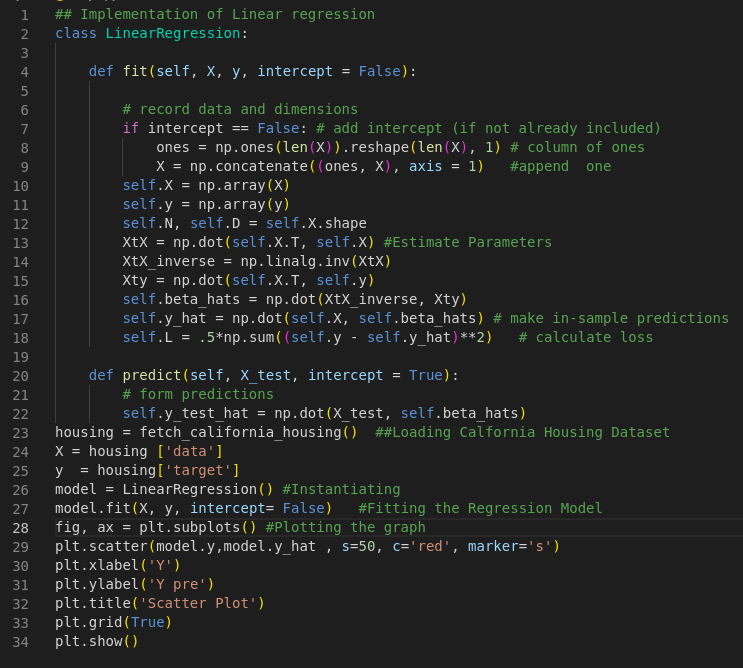 1 ## Implementation of Linear regression
2 class LinearRegression:
3
4     def fit(self, X, y, intercept = False):
5
6         # record data and dimensions
7         if intercept == False: # add intercept (if not already included)
8             ones = np.ones(len(X)).reshape(len(X), 1) # column of ones
9             X = np.concatenate((ones, X), axis = 1)   #append  one
10         self.X = np.array(X)
11         self.y = np.array(y)
12         self.N, self.D = self.X.shape
13         XtX = np.dot(self.X.T, self.X) #Estimate Parameters
14         XtX_inverse = np.linalg.inv(XtX)
15         Xty = np.dot(self.X.T, self.y)
16         self.beta_hats = np.dot(XtX_inverse, Xty)
17         self.y_hat = np.dot(self.X, self.beta_hats) # make in-sample predictions
18         self.L = .5*np.sum((self.y - self.y_hat)**2)   # calculate loss
19
20     def predict(self, X_test, intercept = True):
21         # form predictions
22         self.y_test_hat = np.dot(X_test, self.beta_hats)
23 housing = fetch_california_housing()  ##Loading Calfornia Housing Dataset
24 X = housing ['data']
25 y  = housing['target']
26 model = LinearRegression() #Instantiating
27 model.fit(X, y, intercept= False)   #Fitting the Regression Model
28 fig, ax = plt.subplots() #Plotting the graph
29 plt.scatter(model.y,model.y_hat , s=50, c='red', marker='s')
30 plt.xlabel('Y')
31 plt.ylabel('Y pre')
32 plt.title('Scatter Plot')
33 plt.grid(True)
34 plt.show()